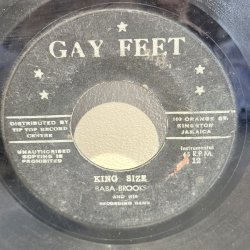 GAY FEET
DISTRIBUTED BY
TIP TOP RECORD
CENTRE
UNAUTHORISED
COPYING IS
PROHIBITED
ORANGE ST.
KINGSTON
JAMAICA
Instrumental
45 R.P.M.
12
KING SIZE
BABA-BROOKS
AND HIS
RECORDING BAND